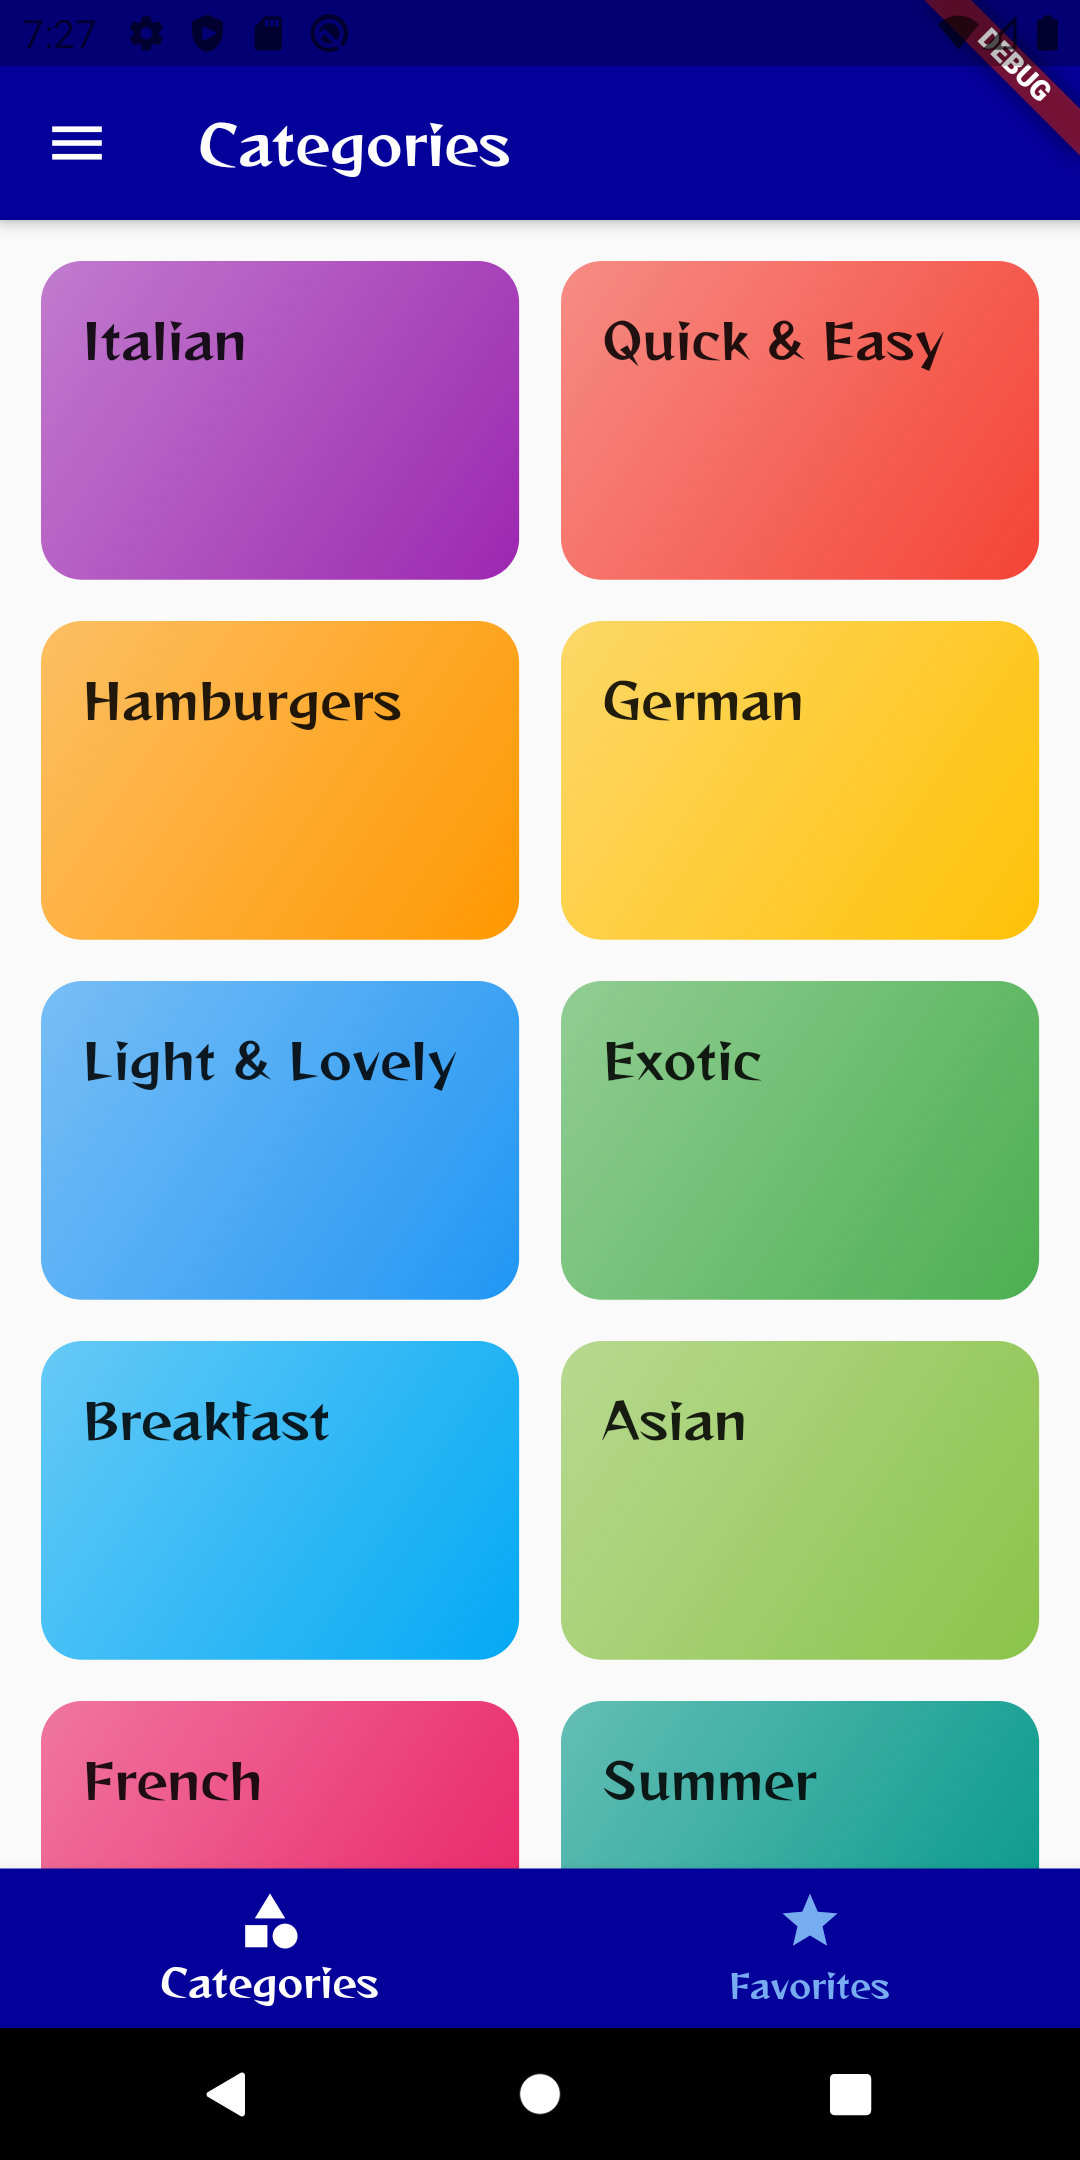 7:27
DEBUG
Categories
Italian
Quick & Easy
Hamburgers
German
Light & Lovely
Exotic
Breakfast
Asian
French
Summer
Categories
Favorites